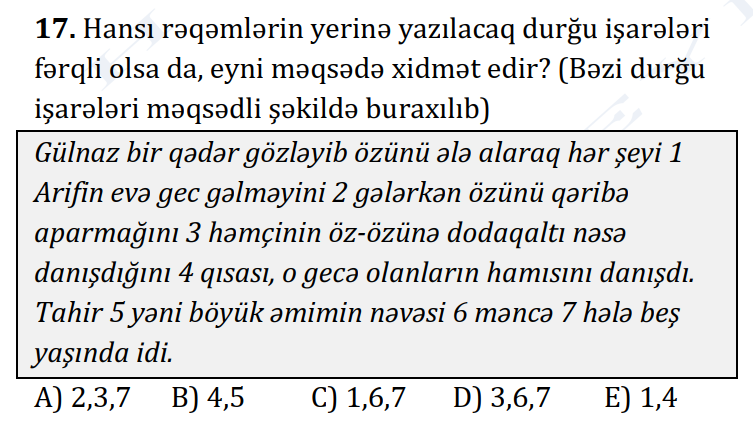 17. Hansı rəqəmlərin yerinə yazılacaq durğu işarələri
fərqli olsa da, eyni məqsədə xidmət edir? (Bəzi durğu
işarələri məqsədli şəkildə buraxılıb)
Gülnaz bir qədər gözləyib özünü ələ alaraq hər şeyi 1
Arifin evə gec gəlməyini 2 gələrkən özünü qəribə
aparmağını 3 həmçinin öz-özünə dodaqaltı nəsə
danışdığını 4 qısası, o gecə olanların hamısını danışdı.
Tahir 5 yəni böyük əmimin nəvəsi 6 məncə 7 hələ beş
yaşında idi.
A) 2,3,7 B) 4,5 C) 1,6,7 D) 3,6,7 E) 1,4